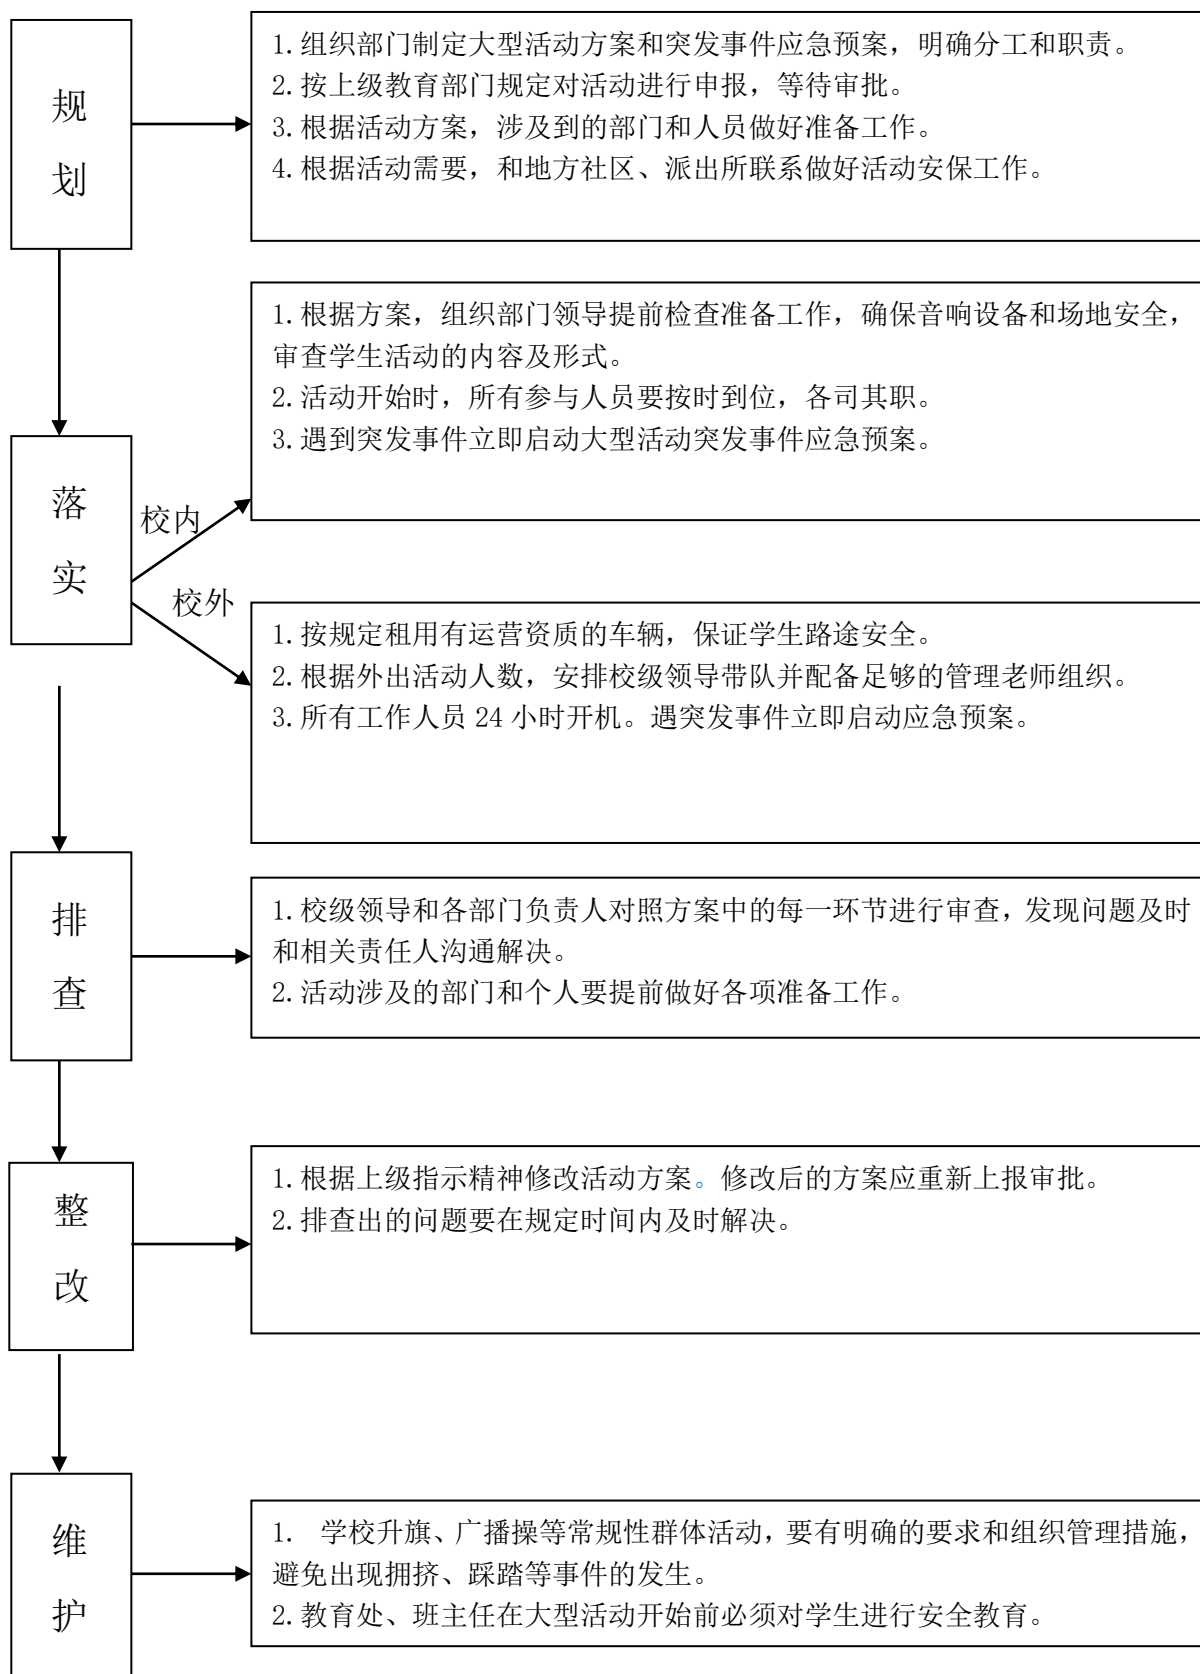 规
划
1.组织部门制定大型活动方案和突发事件应急预案，明确分工和职责。
2.按上级教育部门规定对活动进行申报，等待审批。
3.根据活动方案，涉及到的部门和人员做好准备工作。
4.根据活动需要，和地方社区、派出所联系做好活动安保工作。
落
实
校内
1.根据方案，组织部门领导提前检查准备工作，确保音响设备和场地安全，
审查学生活动的内容及形式。
2.活动开始时，所有参与人员要按时到位，各司其职。
3.遇到突发事件立即启动大型活动突发事件应急预案。
校外
1.按规定租用有运营资质的车辆，保证学生路途安全。
2.根据外出活动人数，安排校级领导带队并配备足够的管理老师组织。
3.所有工作人员 24 小时开机。遇突发事件立即启动应急预案。
排
查
1.校级领导和各部门负责人对照方案中的每一环节进行审查，发现问题及时
和相关责任人沟通解决。
2.活动涉及的部门和个人要提前做好各项准备工作。
整
改
1.根据上级指示精神修改活动方案。修改后的方案应重新上报审批。
2.排查出的问题要在规定时间内及时解决。
维
护
1. 学校升旗、广播操等常规性群体活动，要有明确的要求和组织管理措施，
避免出现拥挤、踩踏等事件的发生。
2.教育处、班主任在大型活动开始前必须对学生进行安全教育。